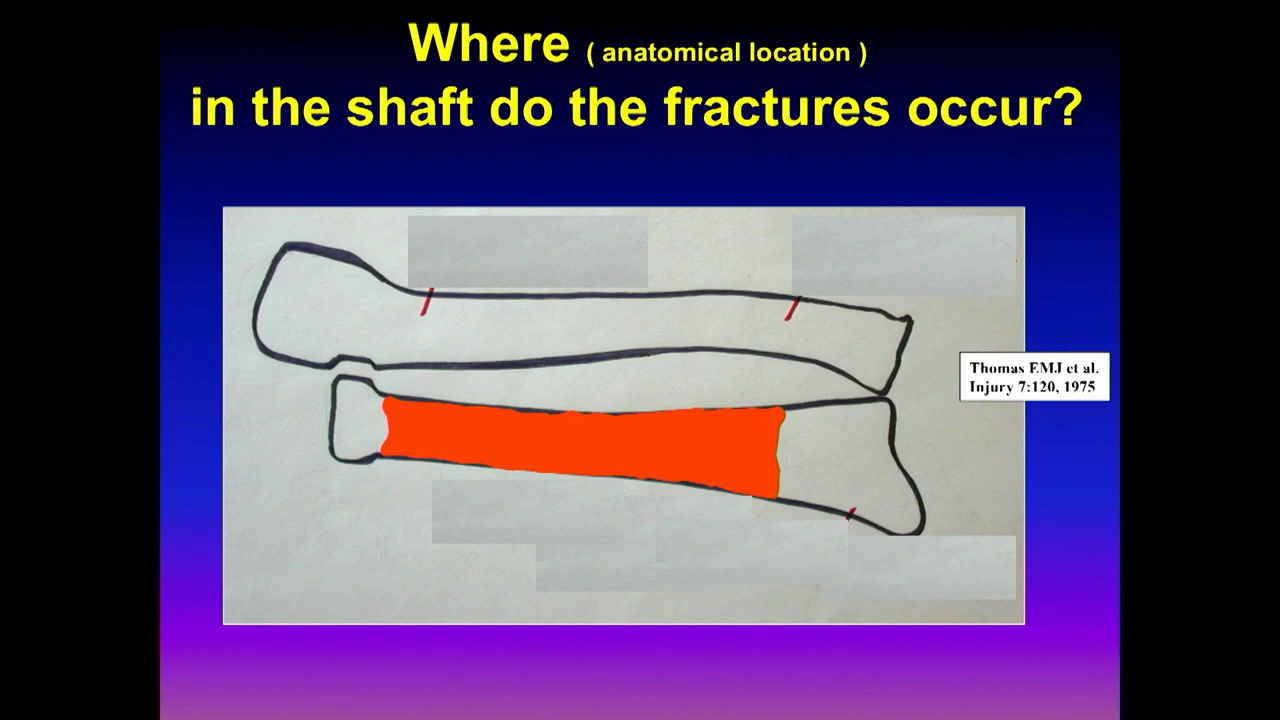 Where ( anatomical location )
in the shaft do the fractures occur?
Thomas EMJ et al.
Injury 7:120, 1975